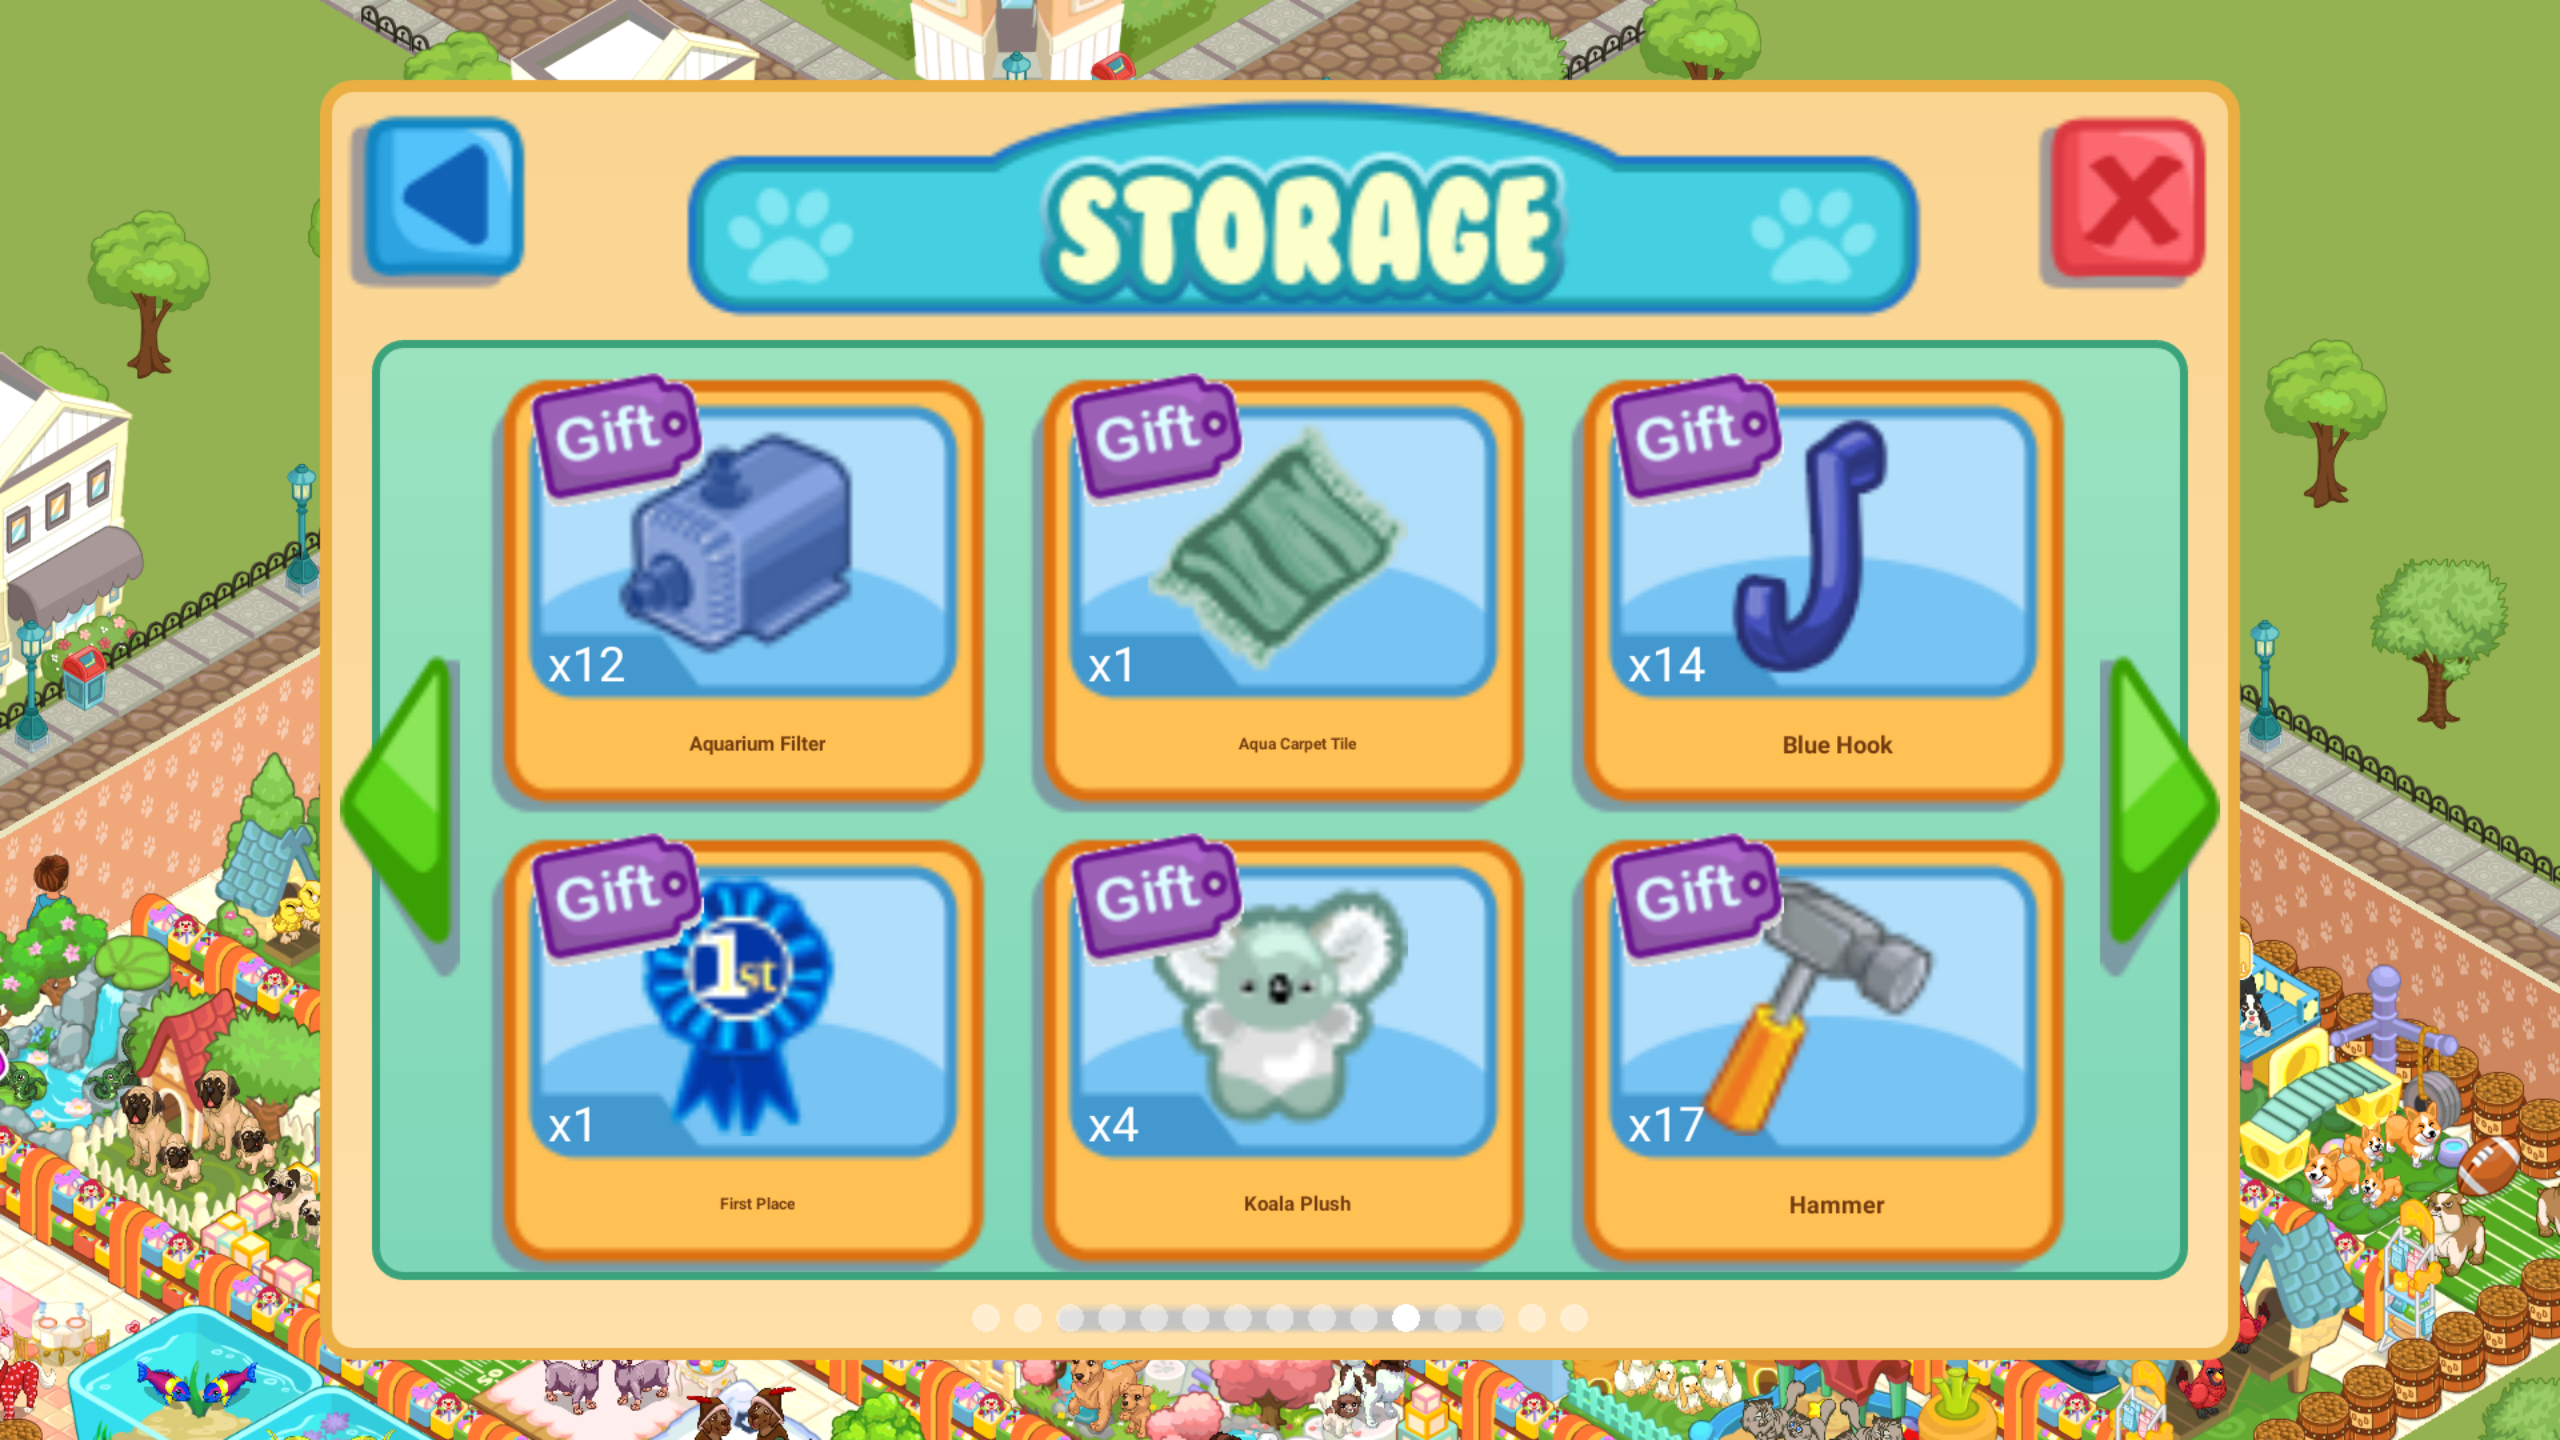 STORAGE
Gift
x12
Aquarium Filter
Gift
x1
Aqua Carpet Tile
Gift
x14
Blue Hook
Gift
1st
x1
First Place
Gift
x4
Koala Plush
Gift
x17
Hammer
50